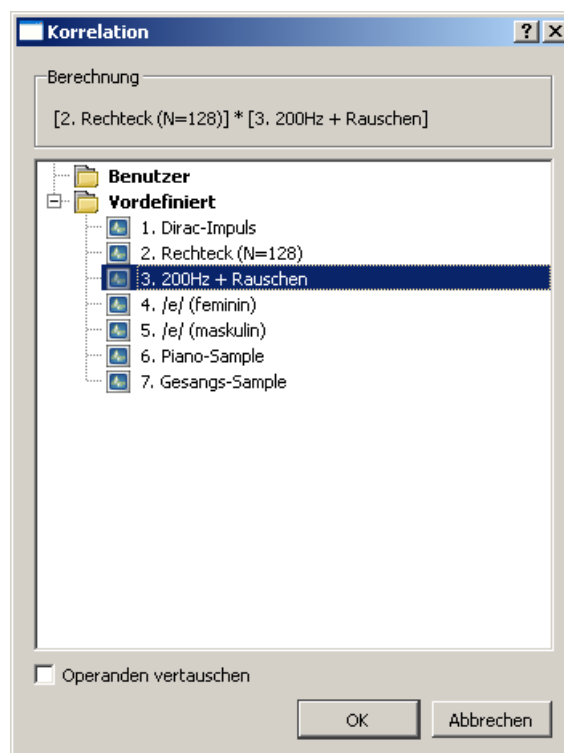 Korrelation
Berechnung
[2. Rechteck (N=128)] * [3. 200Hz + Rauschen]
Benutzer
Vordefiniert
1. Dirac-Impuls
2. Rechteck (N=128)
3. 200Hz + Rauschen
4. /e/ (feminin)
5. /e/ (maskulin)
6. Piano-Sample
7. Gesangs-Sample
Operanden vertauschen
OK Abbrechen